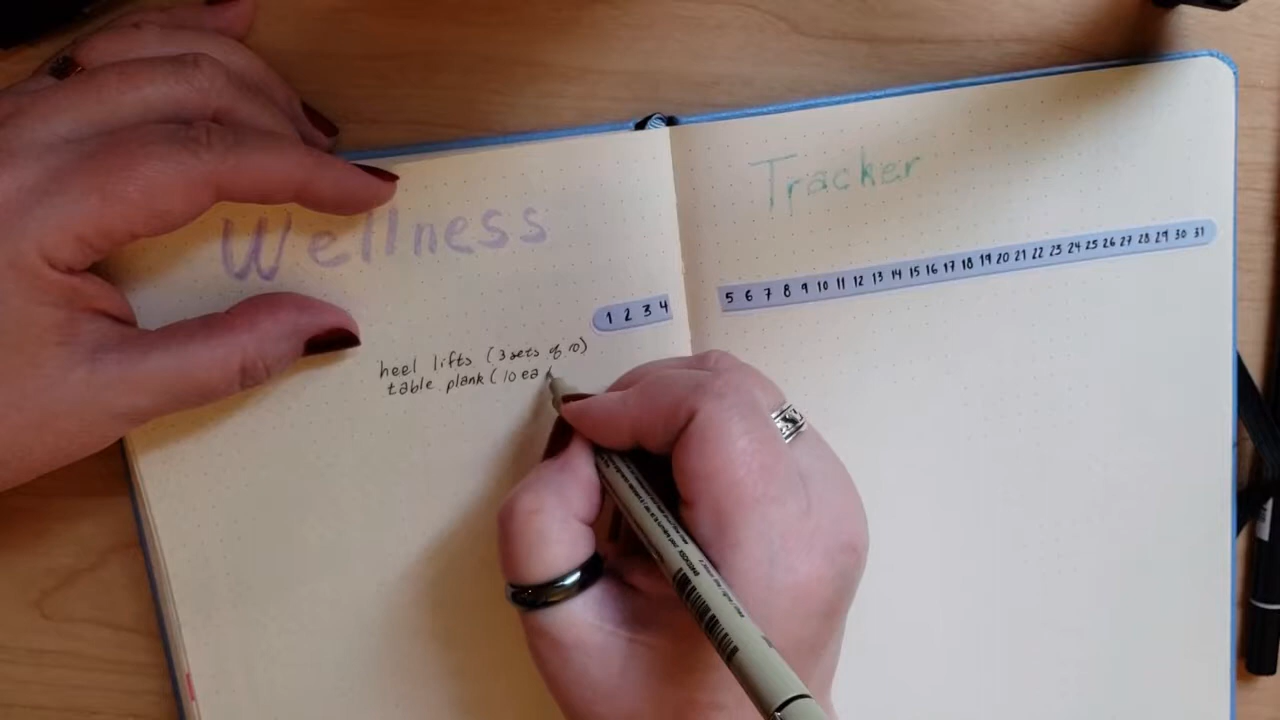 Wellness
Tracker
1 2 3 4
5 6 7 8 9 10 11 12 13 14 15 16 17 18 19 20 21 22 23 24 25 26 27 28 29 30 31
heel lifts (3 sets of 10)
table plank (10 ea